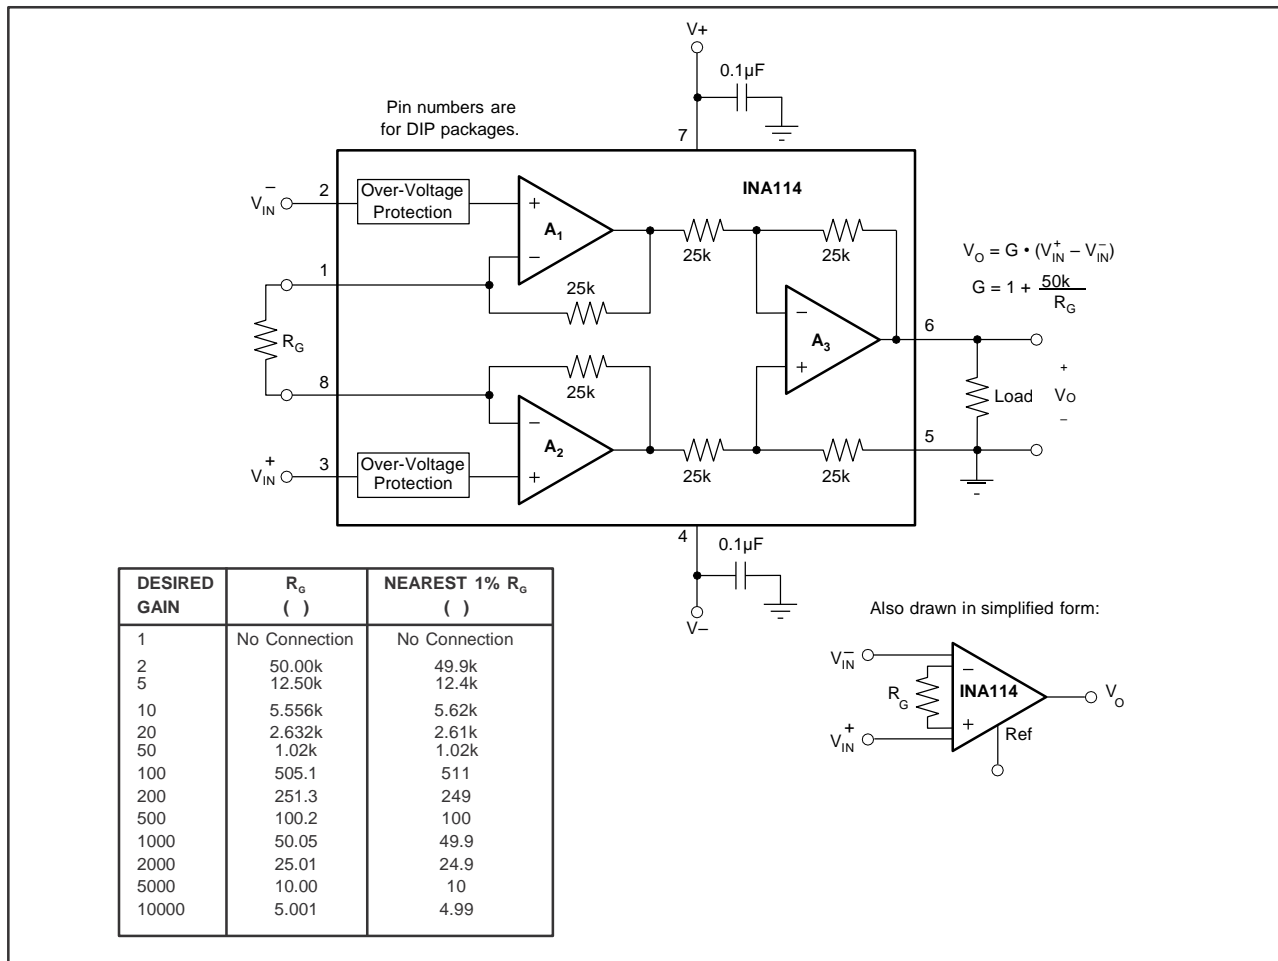 V+
0.1µF
Pin numbers are
for DIP packages.
7
INA114
V⁻IN
2
Over-Voltage
Protection
+
A₁
–
25k
25k
25k
1
RG
8
25k
–
A₂
+
V⁺IN
3
Over-Voltage
Protection
–
A₃
+
25k
25k
6
5
Load
+
VO
–
VO = G • (V⁺IN – V⁻IN)
G = 1 + 50k
RG
4
0.1µF
V–
DESIRED GAIN | RG ( ) | NEAREST 1% RG ( )
1 | No Connection | No Connection
2 | 50.00k | 49.9k
5 | 12.50k | 12.4k
10 | 5.556k | 5.62k
20 | 2.632k | 2.61k
50 | 1.02k | 1.02k
100 | 505.1 | 511
200 | 251.3 | 249
500 | 100.2 | 100
1000 | 50.05 | 49.9
2000 | 25.01 | 24.9
5000 | 10.00 | 10
10000 | 5.001 | 4.99
Also drawn in simplified form:
V⁻IN
RG
–
INA114
+
V⁺IN
Ref
VO